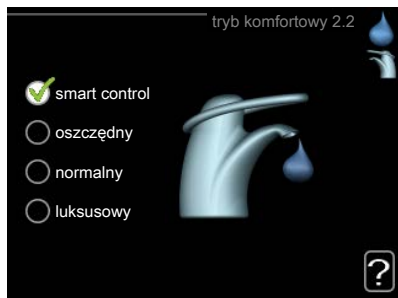 tryb komfortowy 2.2
smart control
oszczędny
normalny
luksusowy
?